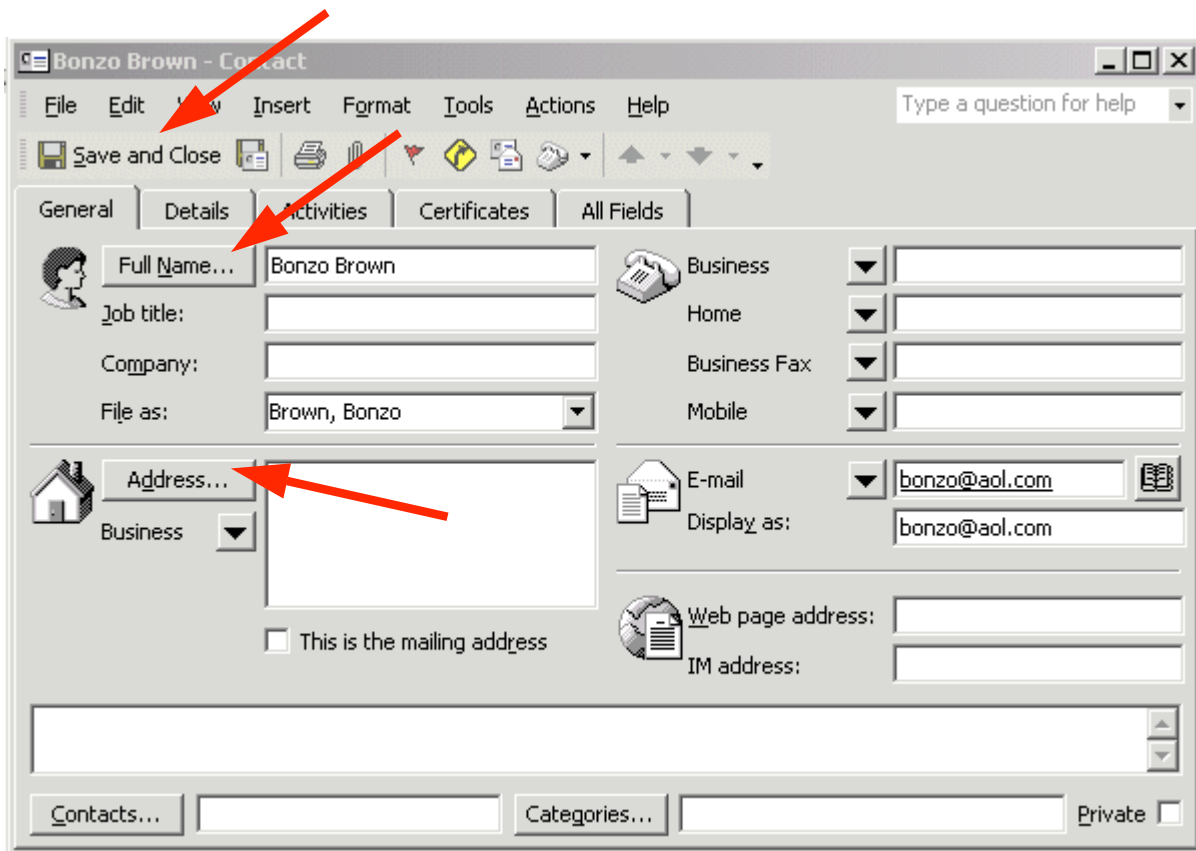 Bonzo Brown - Contact
File Edit View Insert Format Tools Actions Help Type a question for help
Save and Close
General Details Activities Certificates All Fields
Full Name... Bonzo Brown
Job title:
Company:
File as: Brown, Bonzo
Business
Home
Business Fax
Mobile
Address...
Business
This is the mailing address
E-mail bonzo@aol.com
Display as: bonzo@aol.com
Web page address:
IM address:
Contacts... Categories... Private